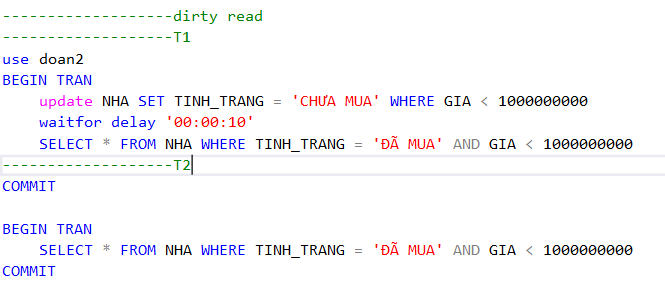 -------------------dirty read
-------------------T1
use doan2
BEGIN TRAN
update NHA SET TINH_TRANG = 'CHƯA MUA' WHERE GIA < 1000000000
waitfor delay '00:00:10'
SELECT * FROM NHA WHERE TINH_TRANG = 'ĐÃ MUA' AND GIA < 1000000000
-------------------T2
COMMIT
BEGIN TRAN
SELECT * FROM NHA WHERE TINH_TRANG = 'ĐÃ MUA' AND GIA < 1000000000
COMMIT